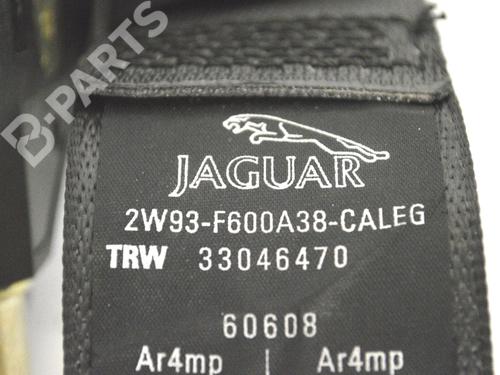 B-PARTS
JAGUAR
2W93-F600A38-CALEG
TRW 33046470
60608
Ar4mp | Ar4mp